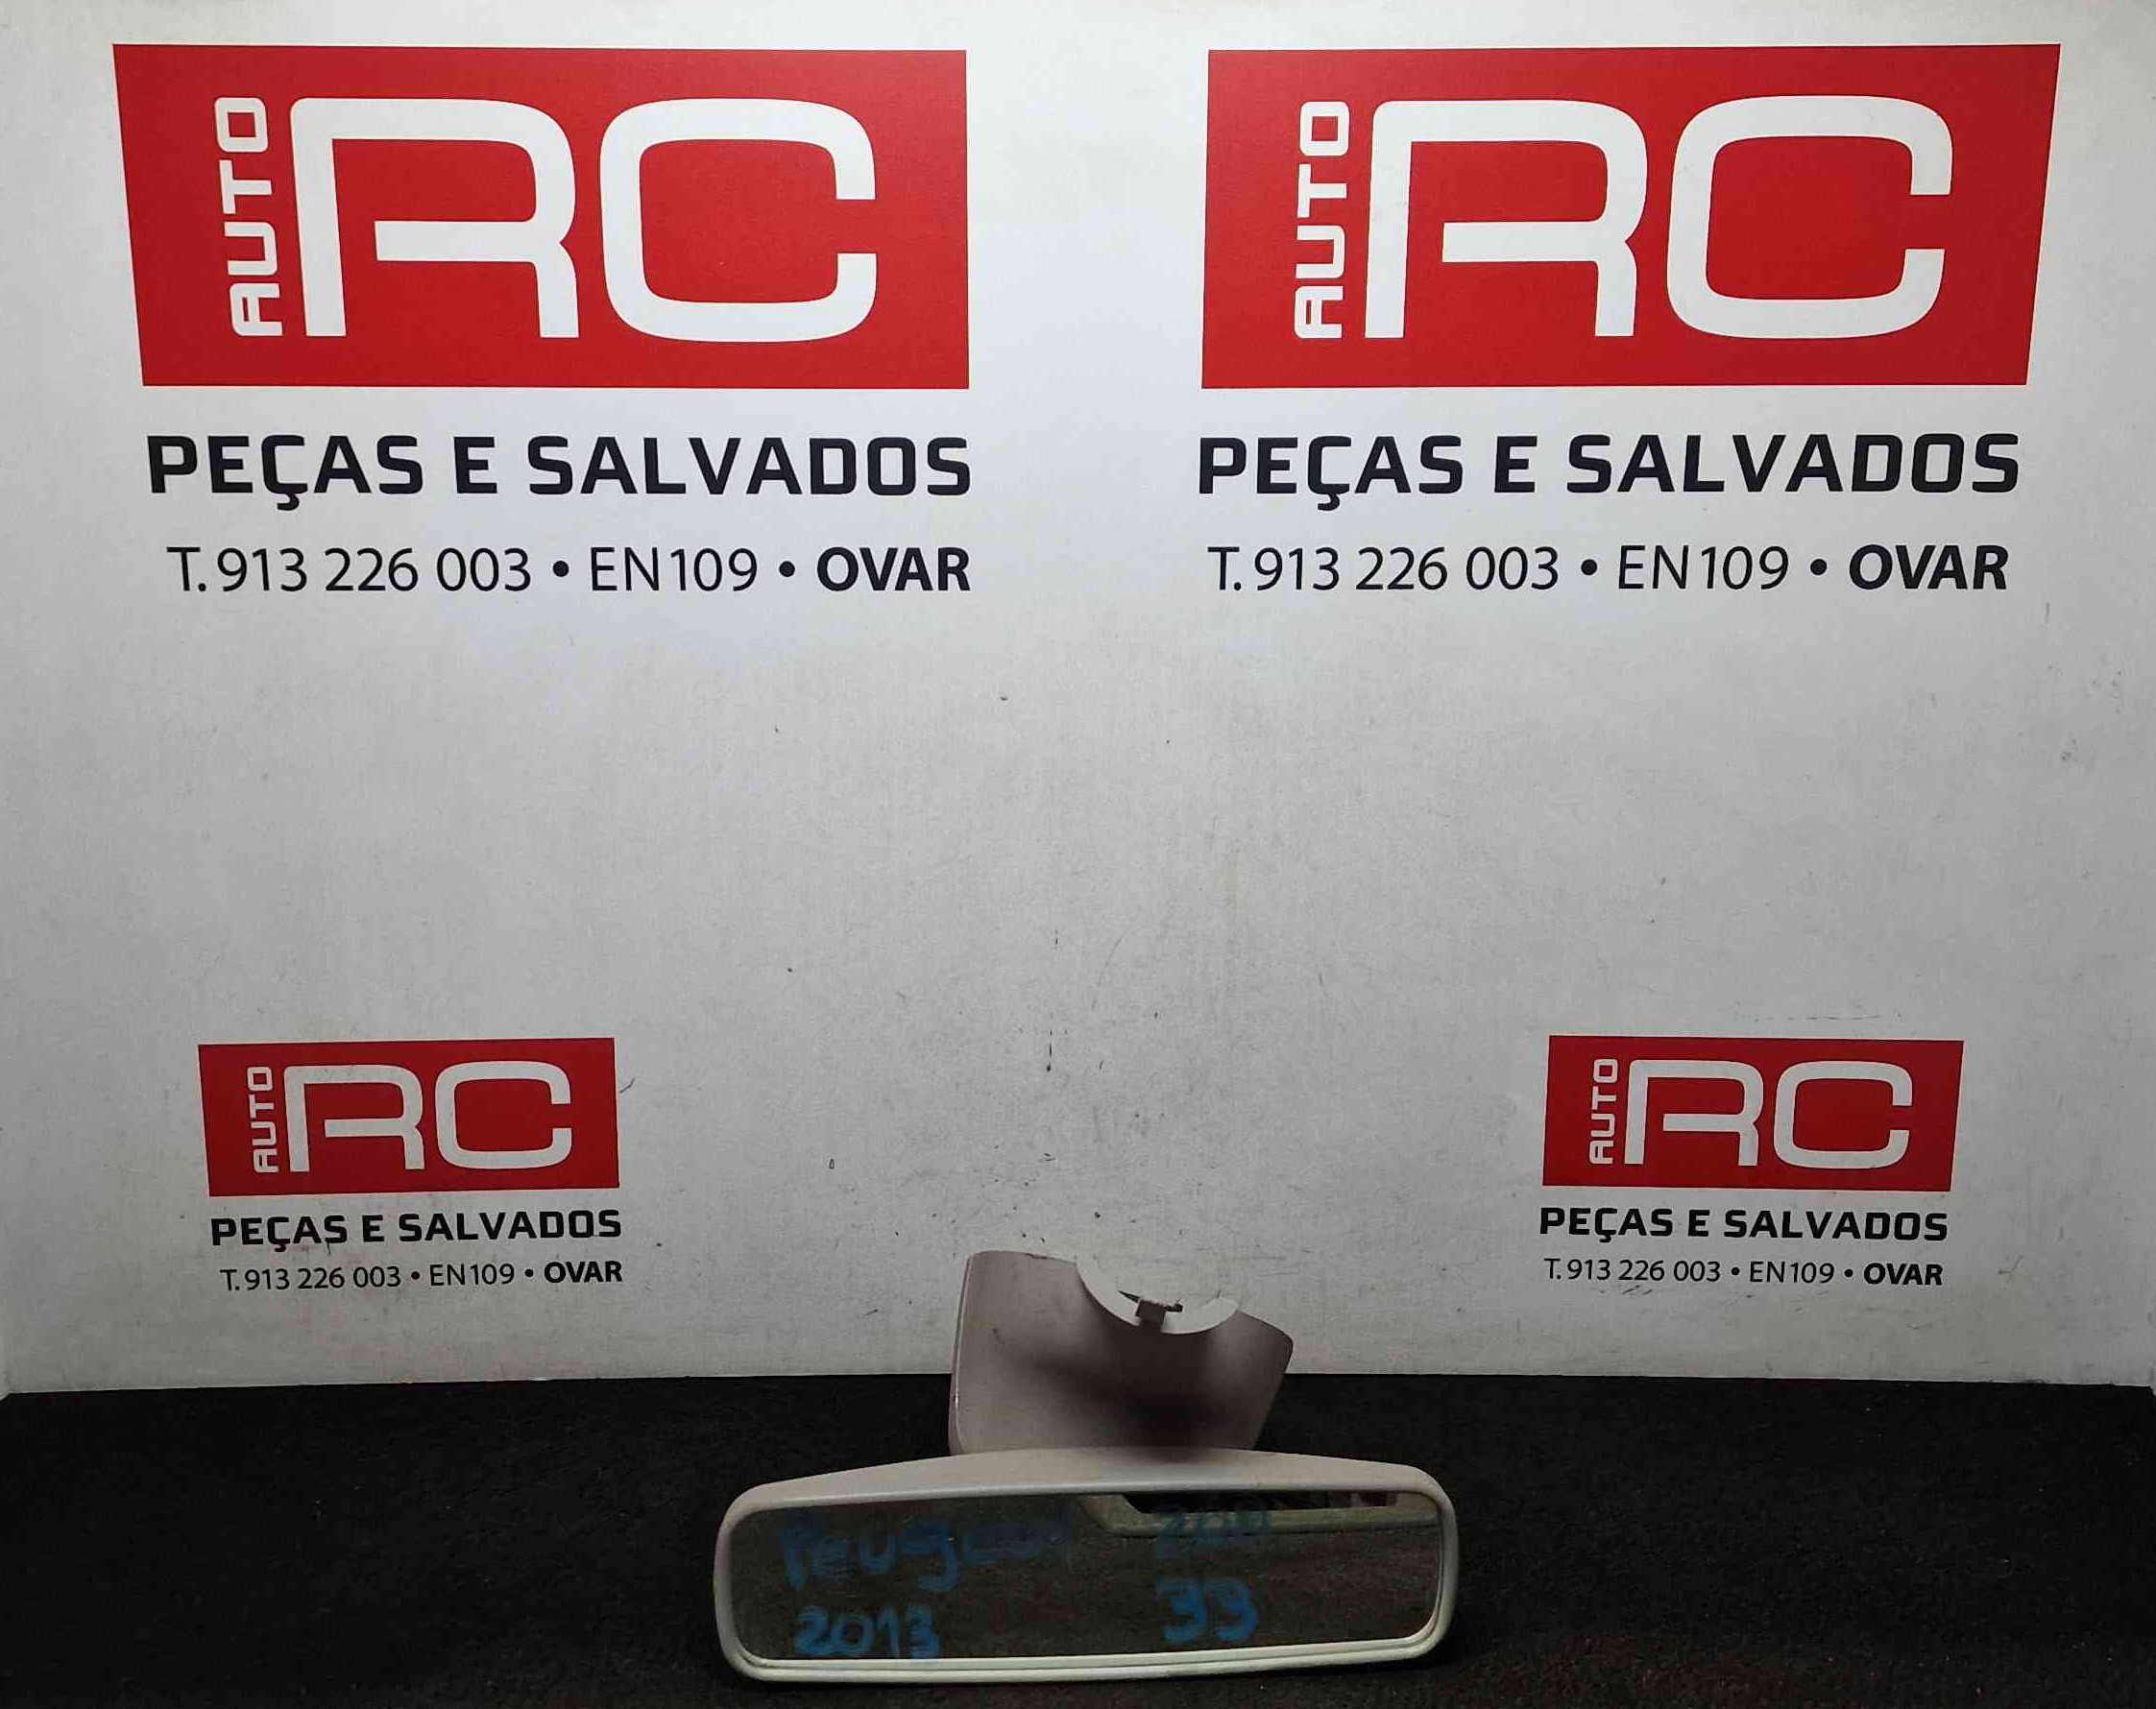 AUTO RC
PEÇAS E SALVADOS
T. 913 226 003 • EN109 • OVAR
AUTO RC
PEÇAS E SALVADOS
T. 913 226 003 • EN109 • OVAR
AUTO RC
PEÇAS E SALVADOS
T. 913 226 003 • EN109 • OVAR
AUTO RC
PEÇAS E SALVADOS
T. 913 226 003 • EN109 • OVAR
Peugeot
2013 33